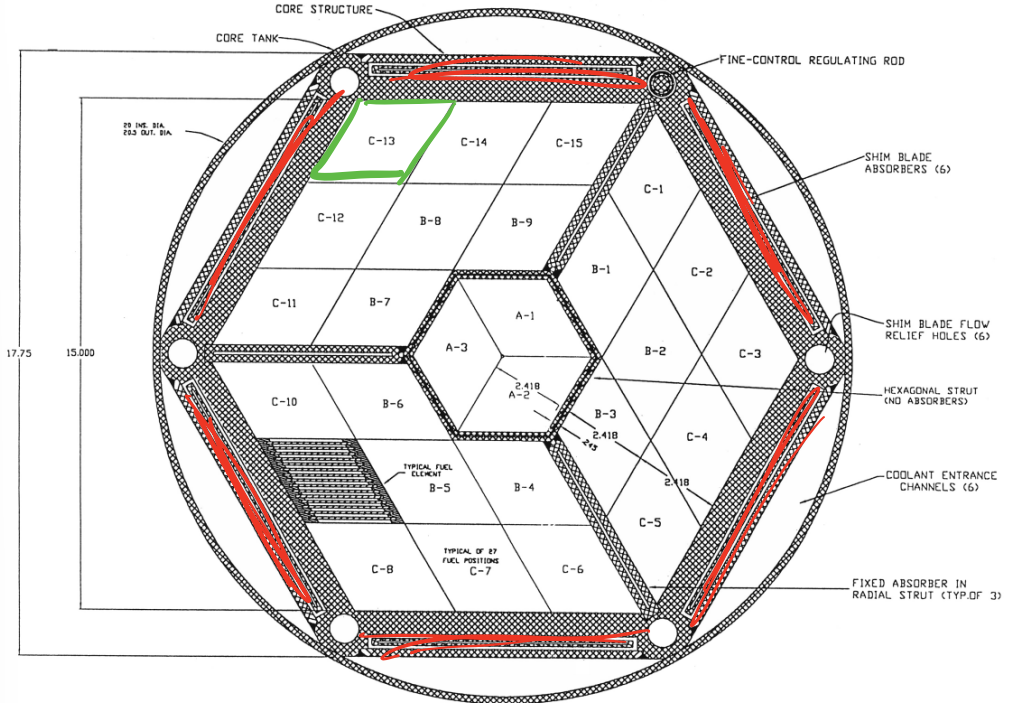 CORE STRUCTURE
CORE TANK
FINE-CONTROL REGULATING ROD
20 INS. DIA.
20.5 OUT. DIA.
C-13
C-14
C-15
SHIM BLADE
ABSORBERS (6)
C-1
C-12
B-8
B-9
B-1
C-2
C-11
B-7
A-1
SHIM BLADE FLOW
RELIEF HOLES (6)
A-3
B-2
C-3
17.75
15.000
2.418
A-2
HEXAGONAL STRUT
(NO ABSORBERS)
C-10
B-6
B-3
2.418
C-4
.245
TYPICAL FUEL
ELEMENT
B-5
B-4
2.418
COOLANT ENTRANCE
CHANNELS (6)
C-5
TYPICAL OF 27
FUEL POSITIONS
C-8
C-7
C-6
FIXED ABSORBER IN
RADIAL STRUT (TYP.OF 3)